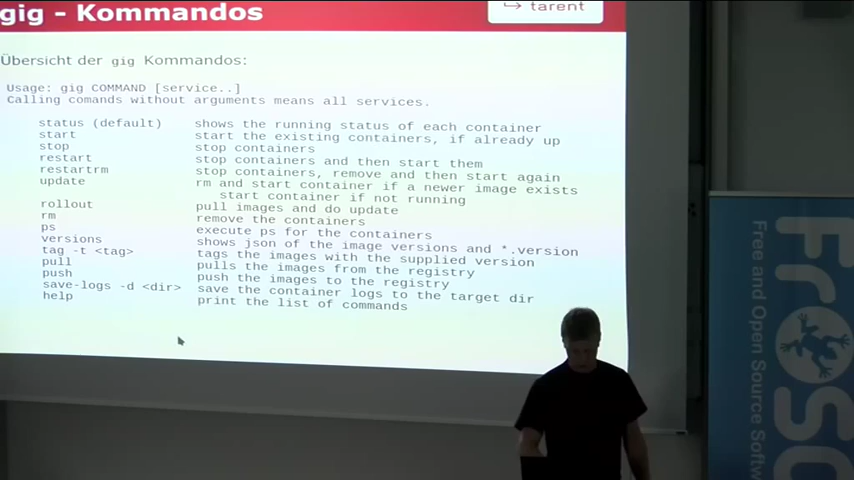 gig - Kommandos
↪ tarent
Übersicht der gig Kommandos:
Usage: gig COMMAND [service..]
Calling comands without arguments means all services.
status (default) shows the running status of each container
start start the existing containers, if already up
stop stop containers
restart stop containers and then start them
restartrm stop containers, remove and then start again
update rm and start container if a newer image exists
start container if not running
rollout pull images and do update
rm remove the containers
ps execute ps for the containers
versions shows json of the image versions and *.version
tag -t <tag> tags the images with the supplied version
pull pulls the images from the registry
push push the images to the registry
save-logs -d <dir> save the container logs to the target dir
help print the list of commands
FrOSC
Free and Open Source Softw